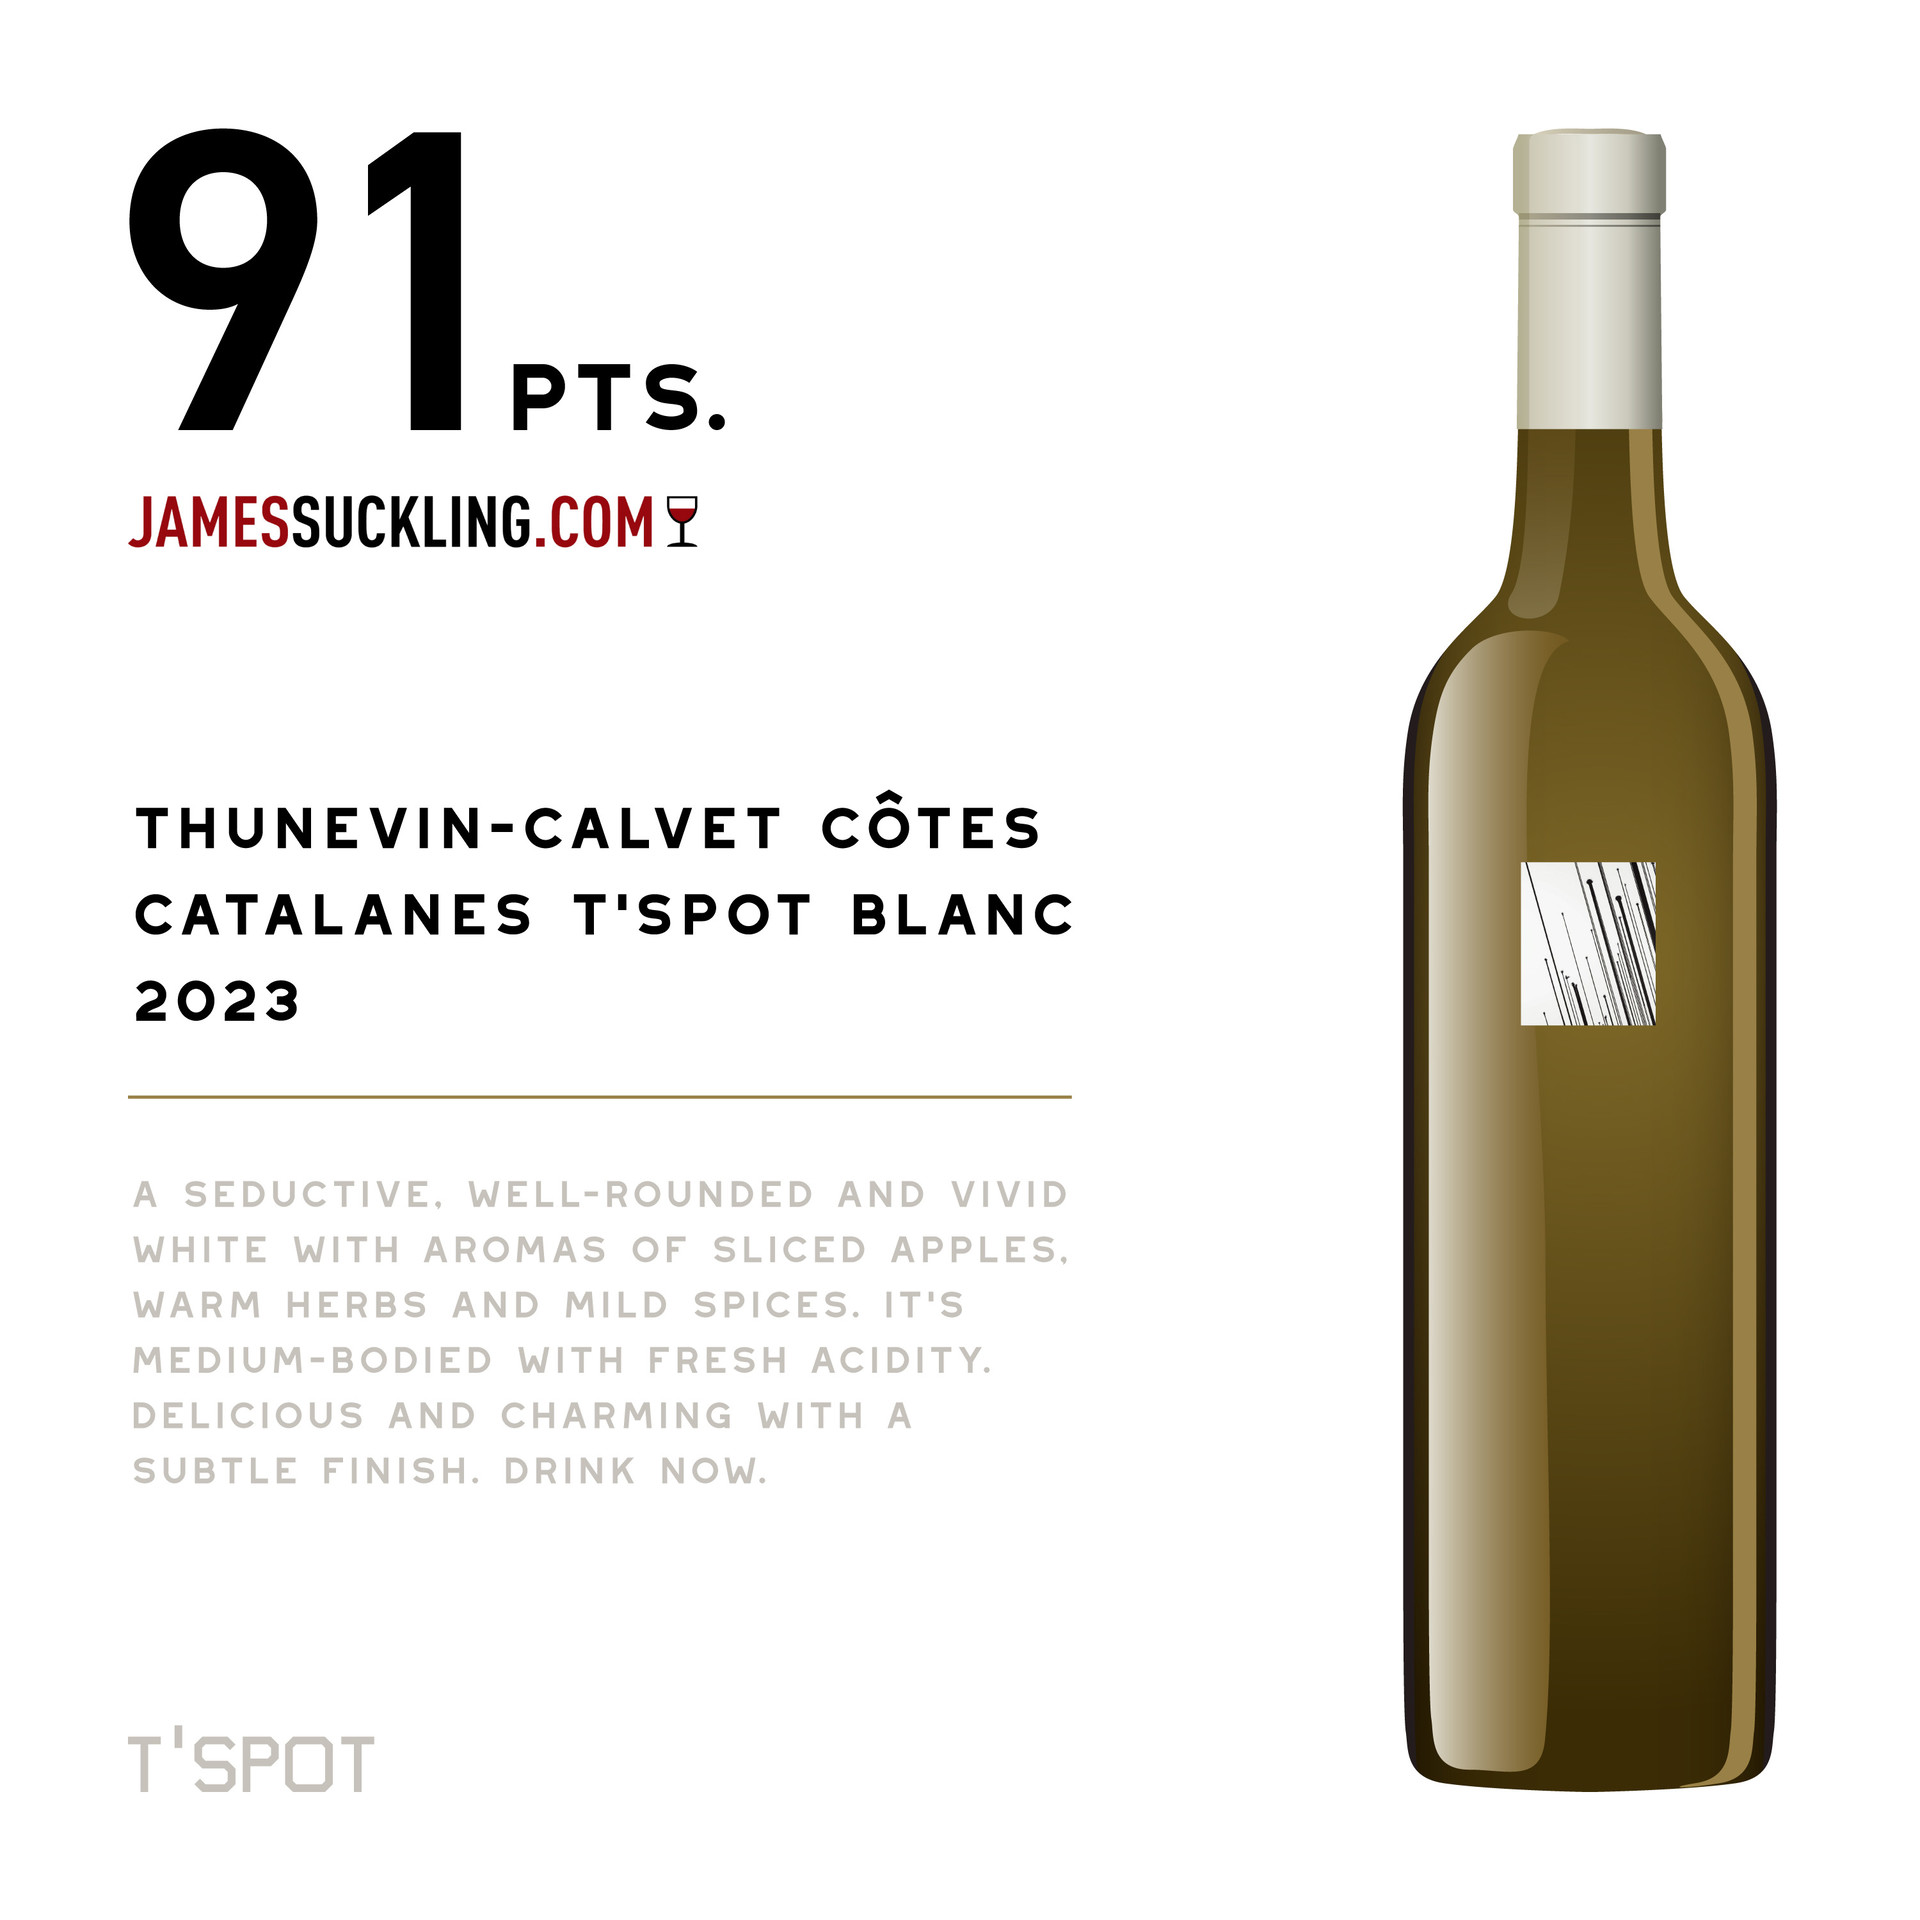 91 PTS.
JAMESSUCKLING.COM
THUNEVIN-CALVET CÔTES
CATALANES T'SPOT BLANC
2023
A SEDUCTIVE, WELL-ROUNDED AND VIVID
WHITE WITH AROMAS OF SLICED APPLES,
WARM HERBS AND MILD SPICES. IT'S
MEDIUM-BODIED WITH FRESH ACIDITY.
DELICIOUS AND CHARMING WITH A
SUBTLE FINISH. DRINK NOW.
T'SPOT